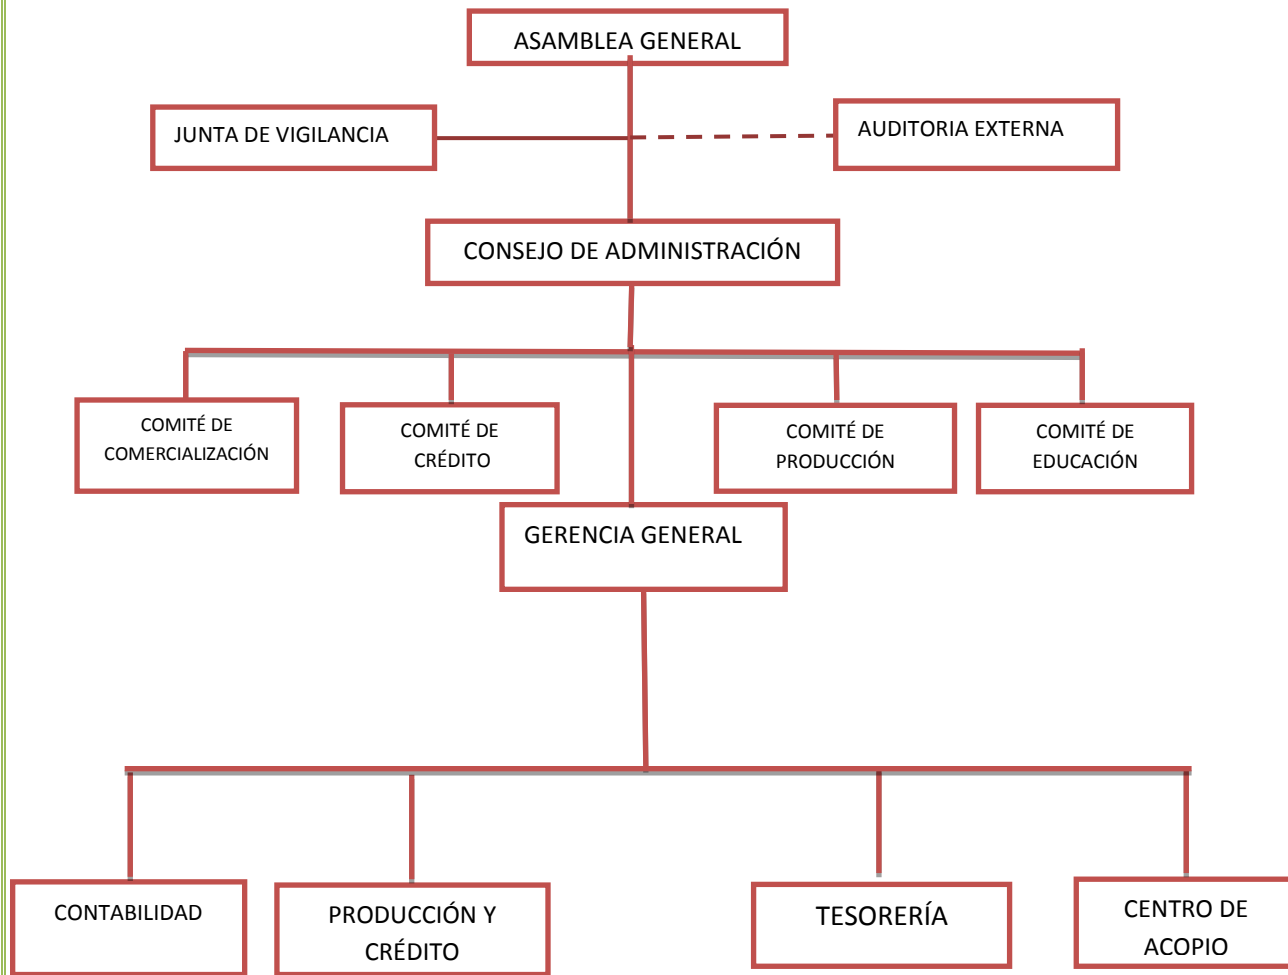 ASAMBLEA GENERAL
JUNTA DE VIGILANCIA
AUDITORIA EXTERNA
CONSEJO DE ADMINISTRACIÓN
COMITÉ DE
COMERCIALIZACIÓN
COMITÉ DE
CRÉDITO
COMITÉ DE
PRODUCCIÓN
COMITÉ DE
EDUCACIÓN
GERENCIA GENERAL
CONTABILIDAD
PRODUCCIÓN Y
CRÉDITO
TESORERÍA
CENTRO DE
ACOPIO